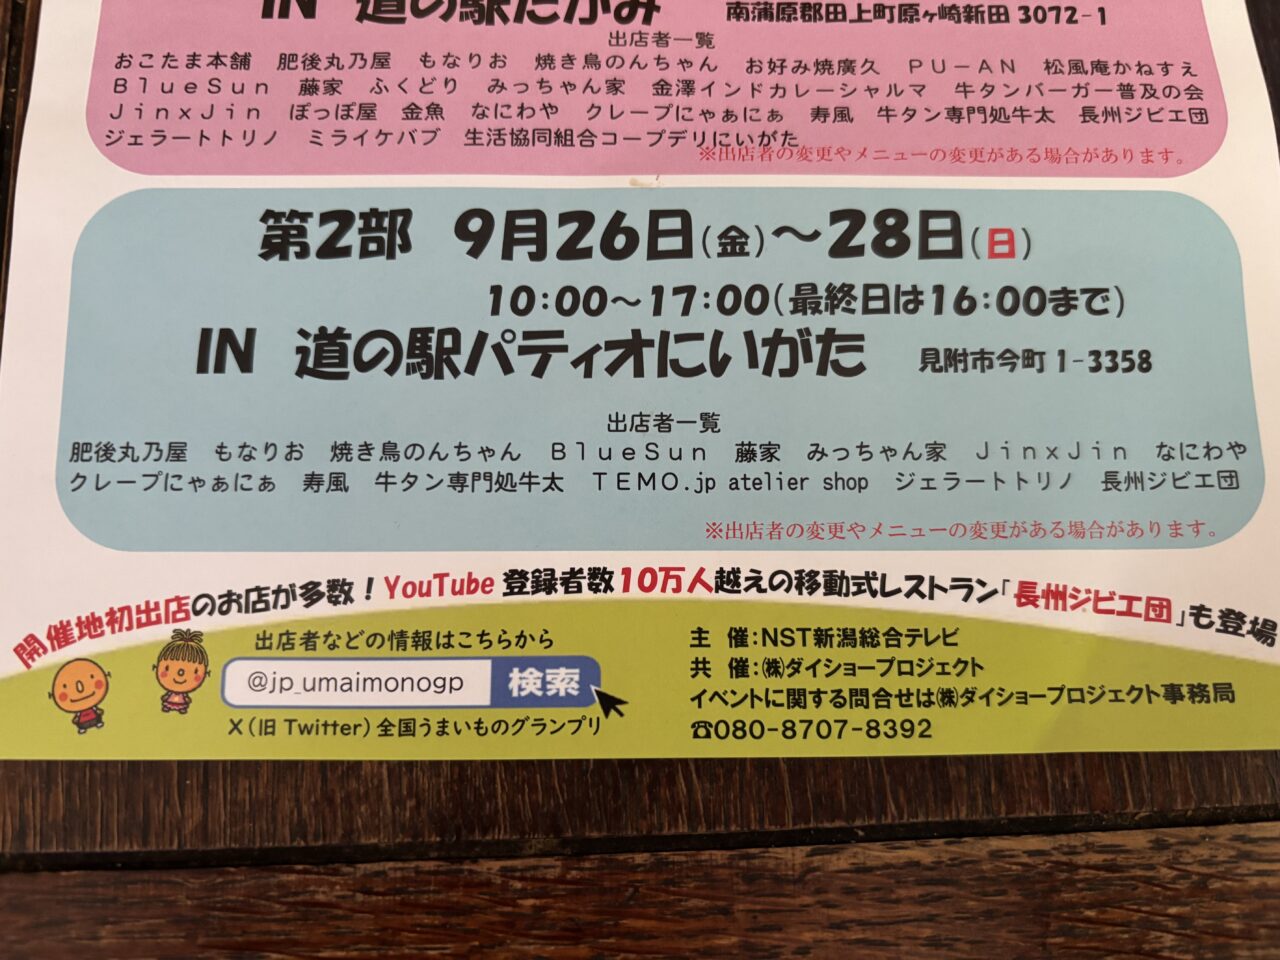 IN 道の駅たがみ 南蒲原郡田上町原ヶ崎新田3072-1
出店者一覧
おこたま本舗 肥後丸乃屋 もなりお 焼き鳥のんちゃん お好み焼廣久 PU-AN 松風庵かねすえ
BlueSun 藤家 ふくどり みっちゃん家 金澤インドカレーシャルマ 牛タンバーガー普及の会
JinxJin ぽっぽ屋 金魚 なにわや クレープにゃぁにぁ 寿風 牛タン専門処牛太 長州ジビエ団
ジェラートトリノ ミライケバブ 生活協同組合コープデリにいがた
※出店者の変更やメニューの変更がある場合があります。
第2部 9月26日(金)～28日(日)
10:00～17:00(最終日は16:00まで)
IN 道の駅パティオにいがた 見附市今町1-3358
出店者一覧
肥後丸乃屋 もなりお 焼き鳥のんちゃん BlueSun 藤家 みっちゃん家 JinxJin なにわや
クレープにゃぁにぁ 寿風 牛タン専門処牛太 TEMO.jp atelier shop ジェラートトリノ 長州ジビエ団
※出店者の変更やメニューの変更がある場合があります。
開催地初出店のお店が多数！YouTube登録者数10万人越えの移動式レストラン「長州ジビエ団」も登場
出店者などの情報はこちらから
@jp_umaimonogp 検索
X(旧Twitter)全国うまいものグランプリ
主 催:NST新潟総合テレビ
共 催:㈱ダイショープロジェクト
イベントに関する問合せは㈱ダイショープロジェクト事務局
☎080-8707-8392